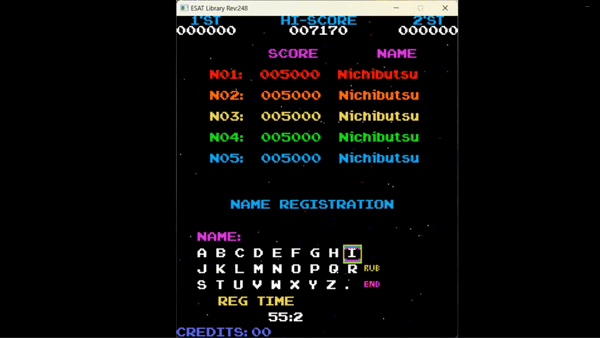 ESAT Library Rev:248
1'ST HI-SCORE 2'ST
000000 007170 000000
SCORE NAME
NO1: 005000 Nichibutsu
NO2: 005000 Nichibutsu
NO3: 005000 Nichibutsu
NO4: 005000 Nichibutsu
NO5: 005000 Nichibutsu
NAME REGISTRATION
NAME:
A B C D E F G H I
J K L M N O P Q R RUB
S T U V W X Y Z . END
REG TIME
55:2
CREDITS:00